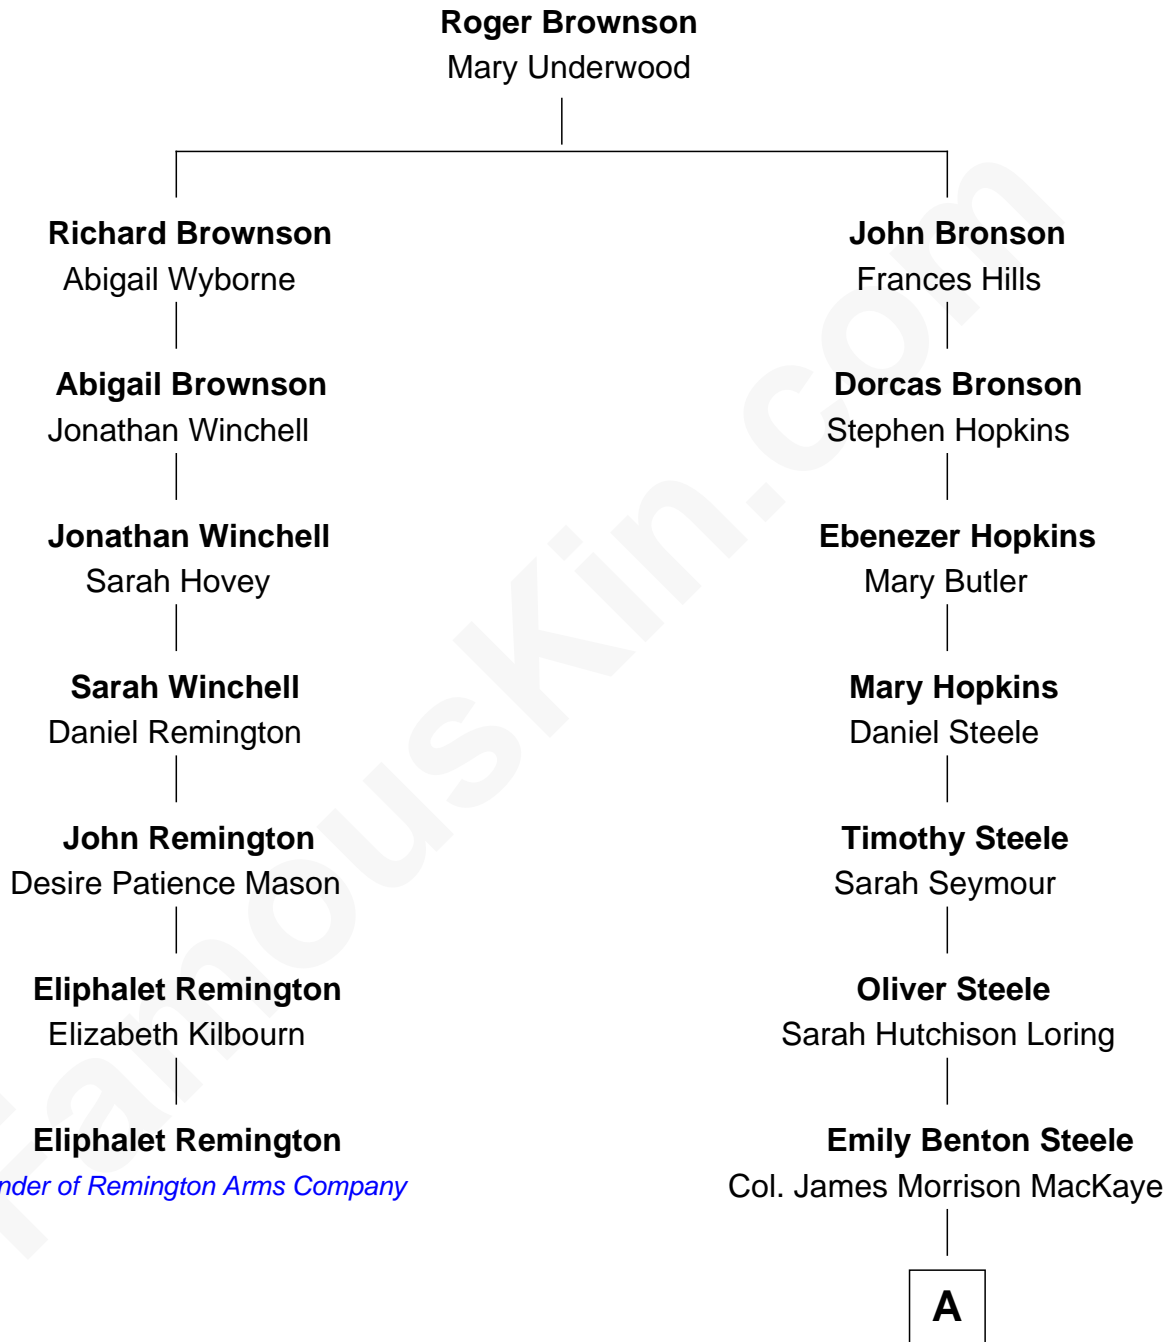 Roger Brownson
Mary Underwood
Richard Brownson
Abigail Wyborne
John Bronson
Frances Hills
Abigail Brownson
Jonathan Winchell
Dorcas Bronson
Stephen Hopkins
Jonathan Winchell
Sarah Hovey
Ebenezer Hopkins
Mary Butler
Sarah Winchell
Daniel Remington
Mary Hopkins
Daniel Steele
John Remington
Desire Patience Mason
Timothy Steele
Sarah Seymour
Eliphalet Remington
Elizabeth Kilbourn
Oliver Steele
Sarah Hutchison Loring
Eliphalet Remington
nder of Remington Arms Company
Emily Benton Steele
Col. James Morrison MacKaye
A
FamousKin.com